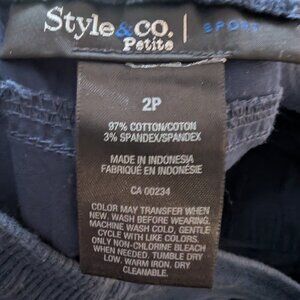 Style&co. | SPORT
Petite
2P
97% COTTON/COTON
3% SPANDEX/SPANDEX
MADE IN INDONESIA
FABRIQUÉ EN INDONÉSIE
CA 00234
COLOR MAY TRANSFER WHEN
NEW. WASH BEFORE WEARING.
MACHINE WASH COLD, GENTLE
CYCLE WITH LIKE COLORS.
ONLY NON-CHLORINE BLEACH
WHEN NEEDED, TUMBLE DRY
LOW, WARM IRON, DRY
CLEANABLE.